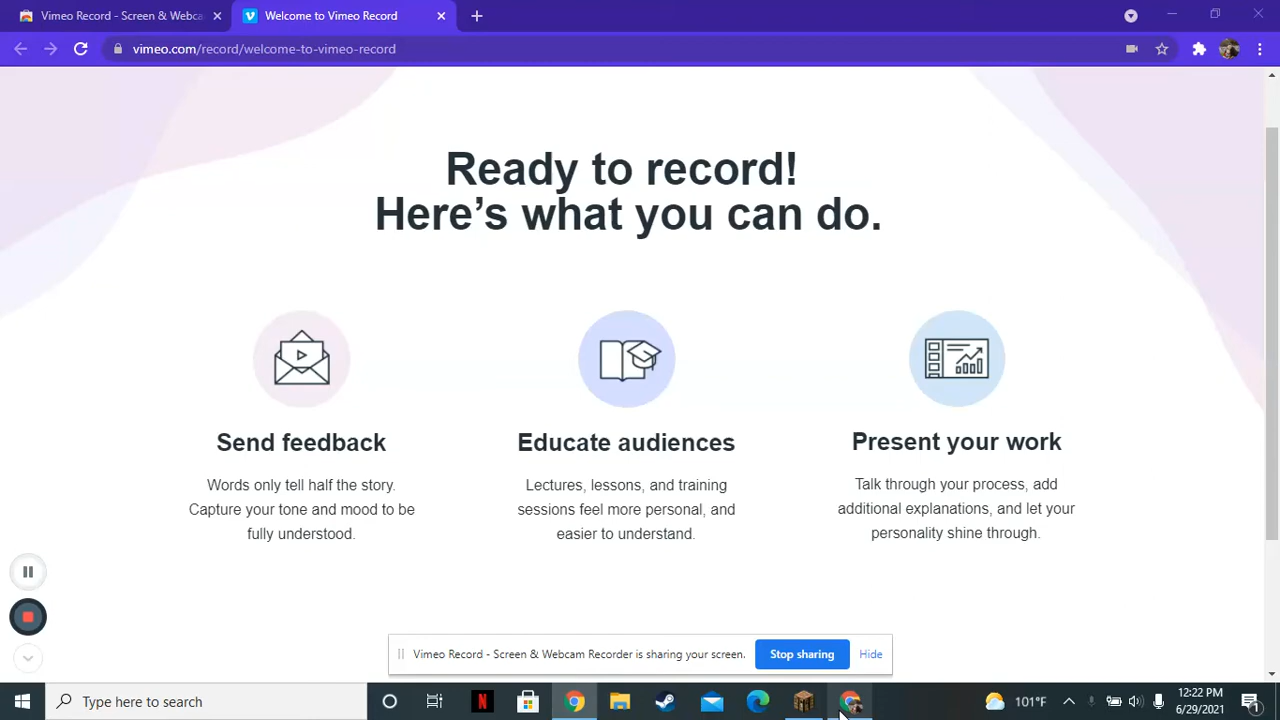 Vimeo Record - Screen & Webca
Welcome to Vimeo Record
vimeo.com/record/welcome-to-vimeo-record
Ready to record!
Here's what you can do.
Send feedback
Words only tell half the story.
Capture your tone and mood to be
fully understood.
Educate audiences
Lectures, lessons, and training
sessions feel more personal, and
easier to understand.
Present your work
Talk through your process, add
additional explanations, and let your
personality shine through.
Vimeo Record - Screen & Webcam Recorder is sharing your screen.
Stop sharing
Hide
Type here to search
N
101°F
12:22 PM
6/29/2021
1